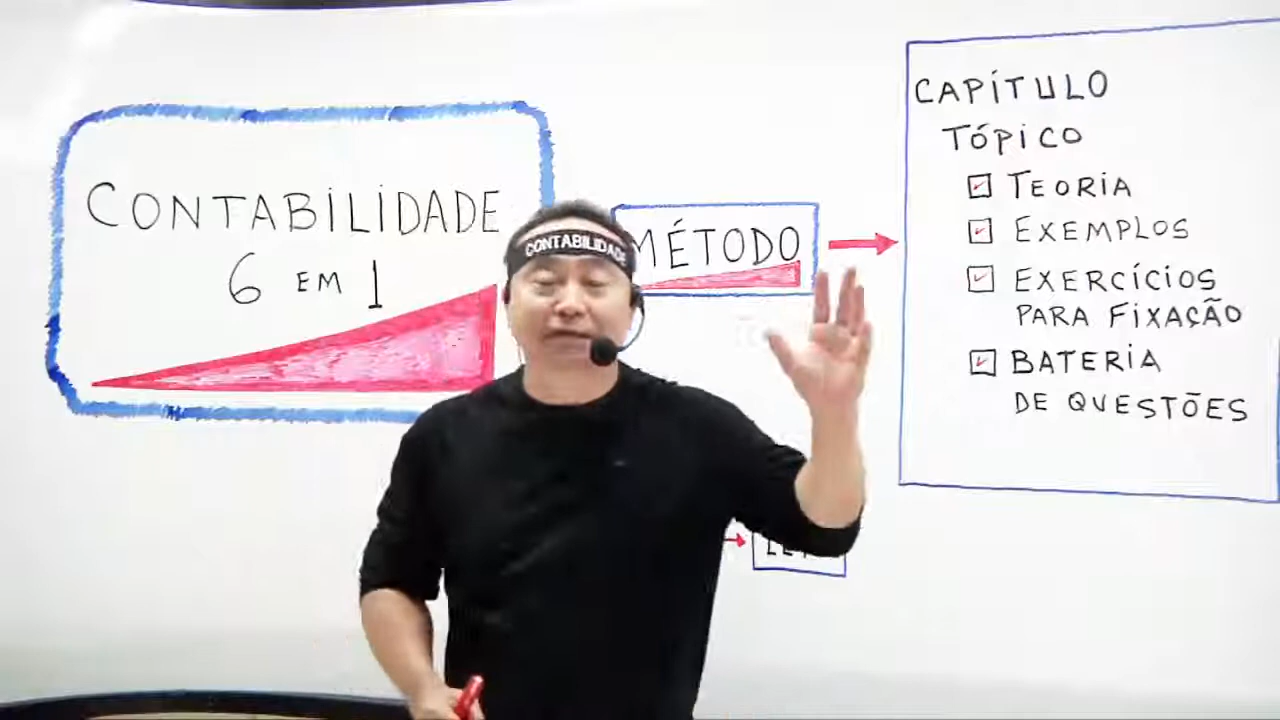 CONTABILIDADE
6 EM 1
CONTABILIDADE
MÉTODO
CAPÍTULO
TÓPICO
TEORIA
EXEMPLOS
EXERCÍCIOS
PARA FIXAÇÃO
BATERIA
DE QUESTÕES